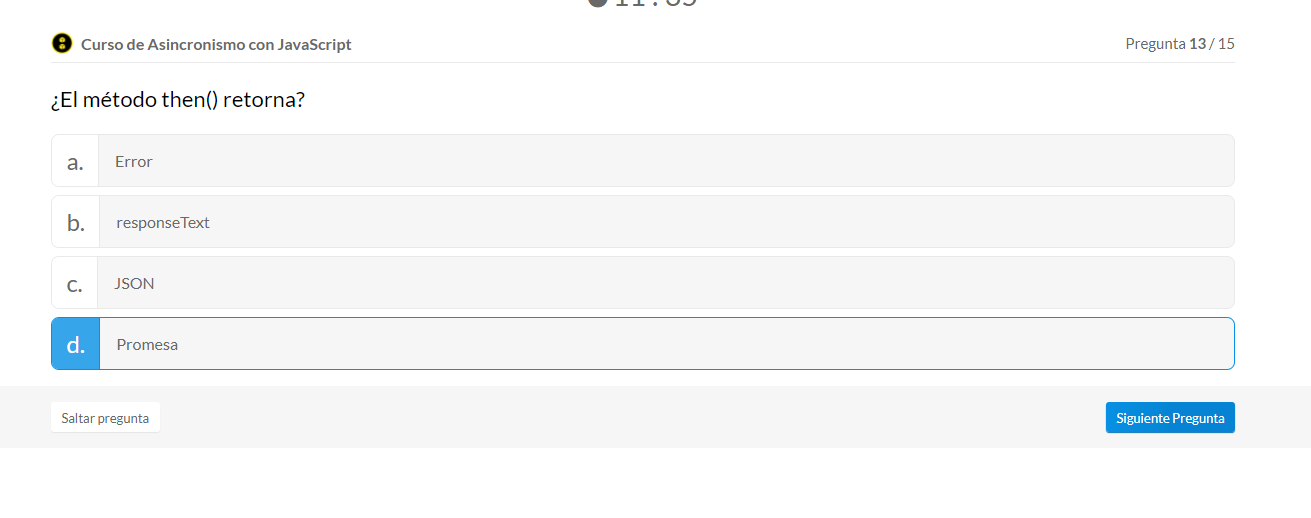 Curso de Asincronismo con JavaScript
Pregunta 13 / 15
¿El método then() retorna?
a. Error
b. responseText
c. JSON
d. Promesa
Saltar pregunta
Siguiente Pregunta